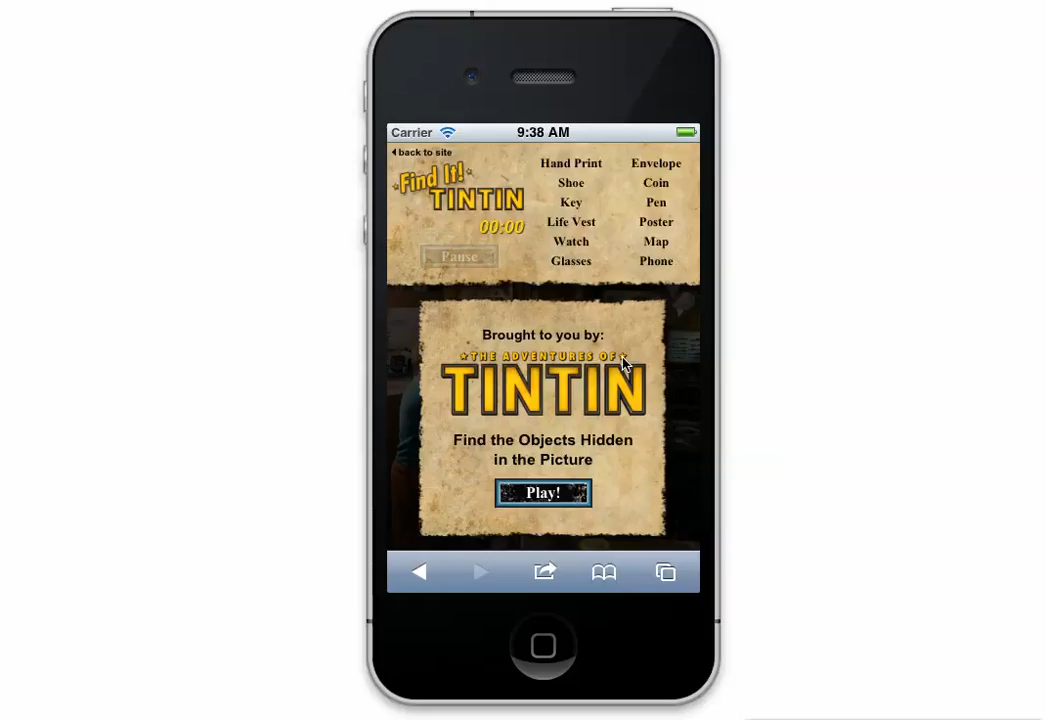 Carrier 9:38 AM
back to site
Find It!
TINTIN
00:00
Pause
Hand Print Envelope
Shoe Coin
Key Pen
Life Vest Poster
Watch Map
Glasses Phone
Brought to you by:
THE ADVENTURES OF
TINTIN
Find the Objects Hidden
in the Picture
Play!